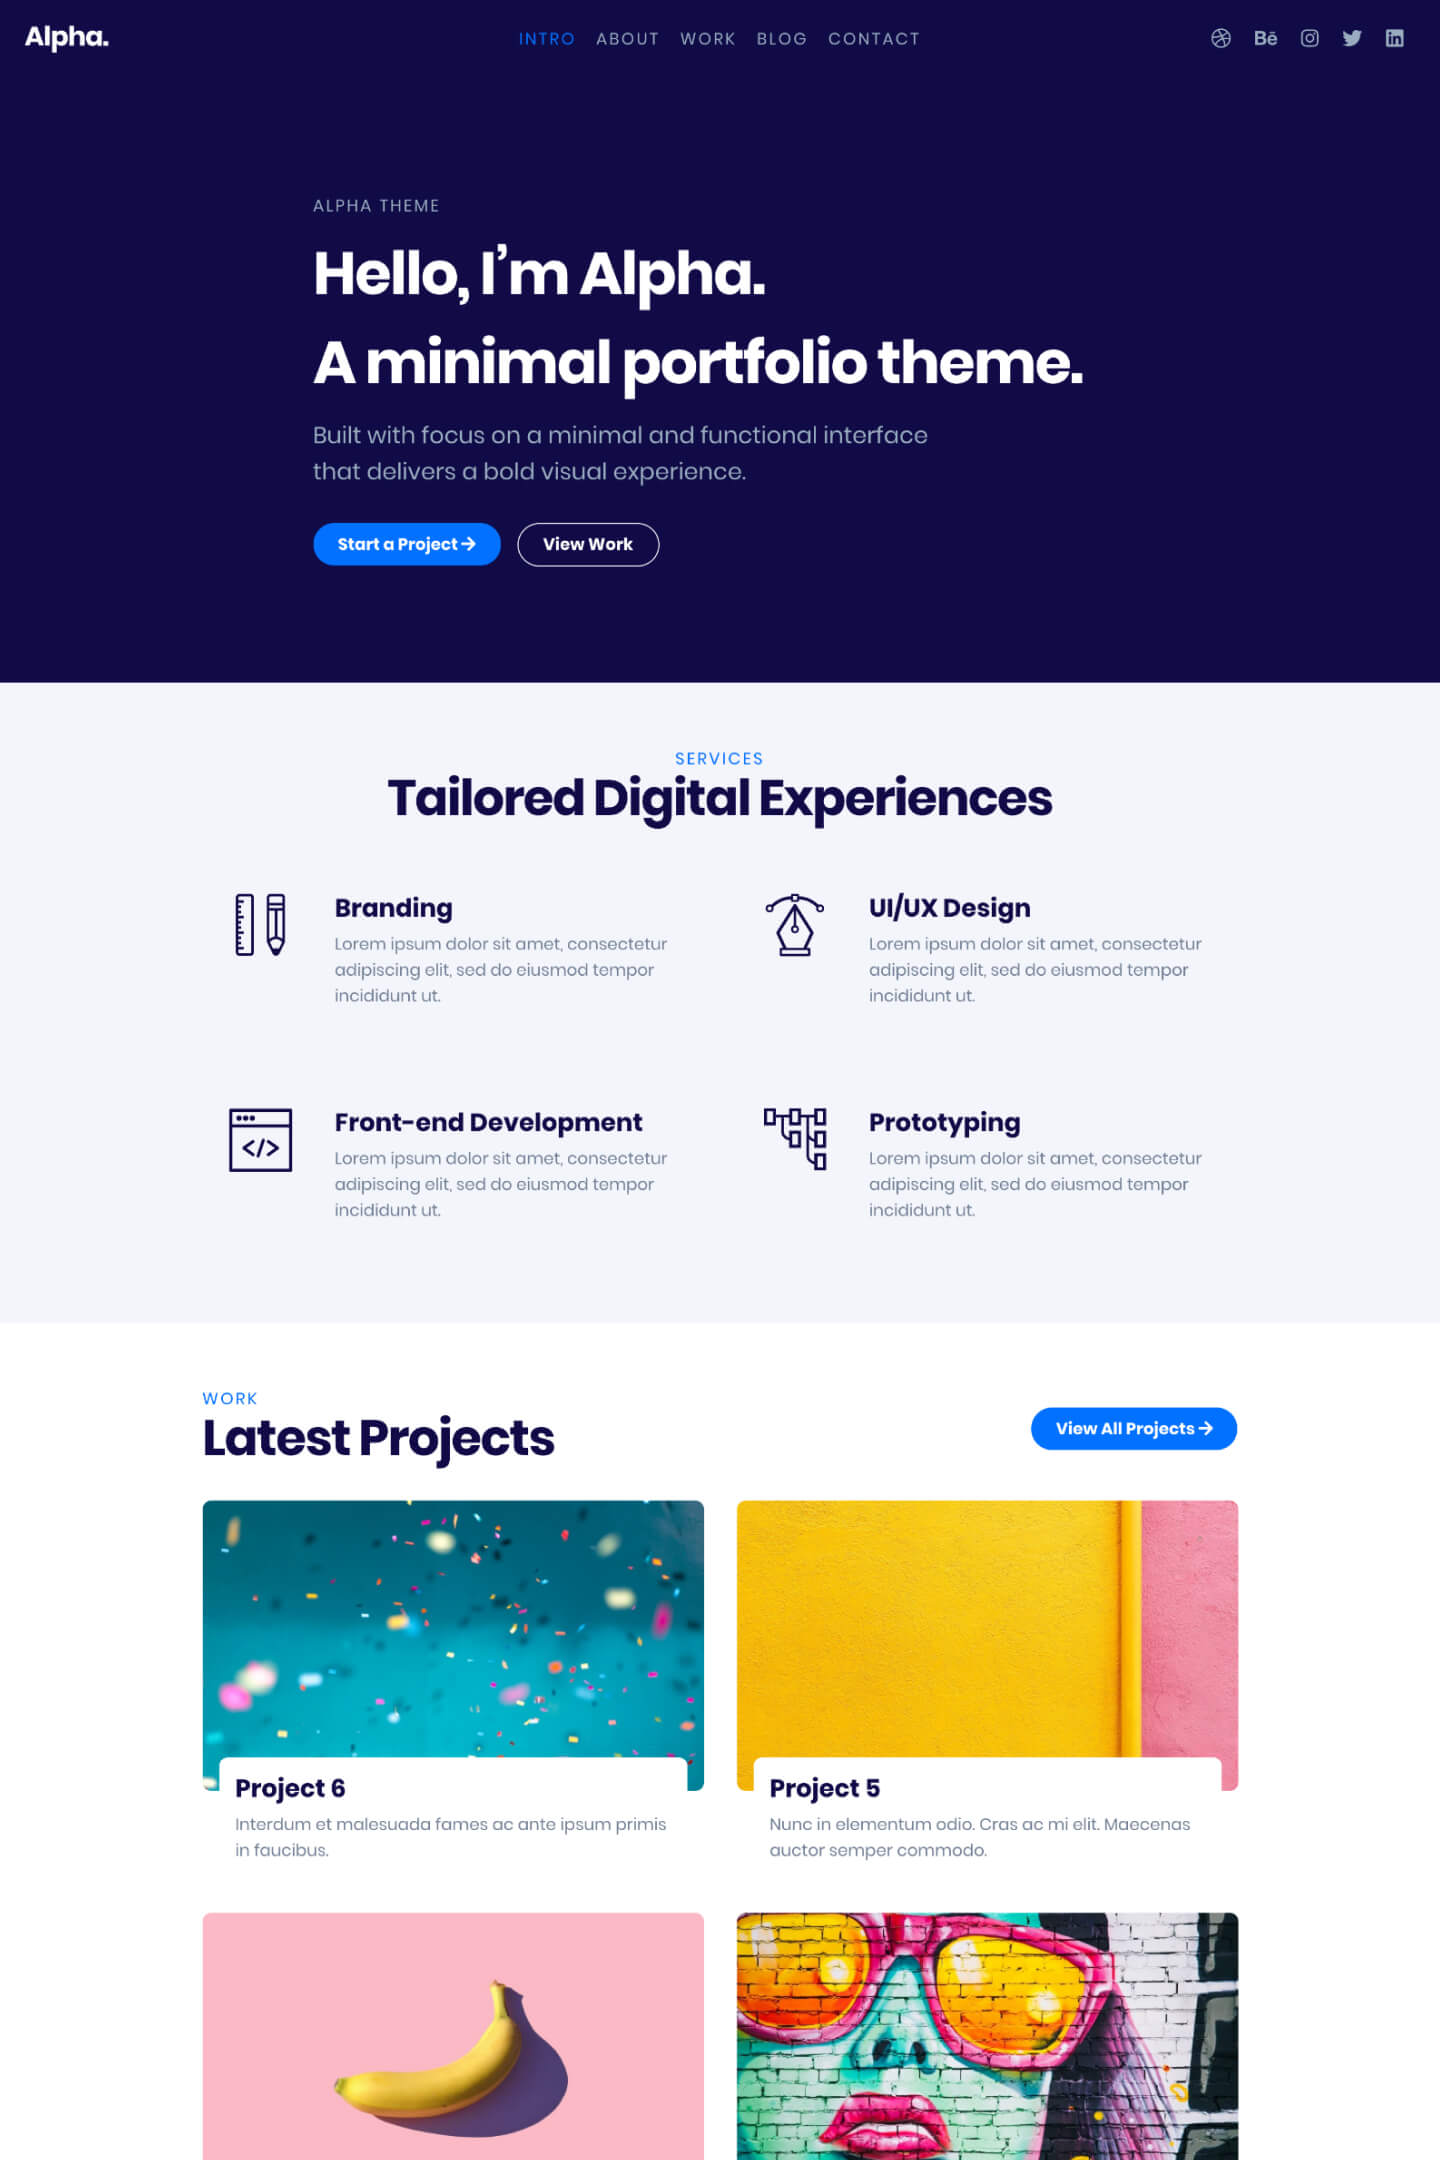 Alpha.
INTRO ABOUT WORK BLOG CONTACT
Bē
in
ALPHA THEME
Hello, I’m Alpha.
A minimal portfolio theme.
Built with focus on a minimal and functional interface
that delivers a bold visual experience.
Start a Project →
View Work
SERVICES
Tailored Digital Experiences
Branding
Lorem ipsum dolor sit amet, consectetur
adipiscing elit, sed do eiusmod tempor
incididunt ut.
UI/UX Design
Lorem ipsum dolor sit amet, consectetur
adipiscing elit, sed do eiusmod tempor
incididunt ut.
Front-end Development
Lorem ipsum dolor sit amet, consectetur
adipiscing elit, sed do eiusmod tempor
incididunt ut.
Prototyping
Lorem ipsum dolor sit amet, consectetur
adipiscing elit, sed do eiusmod tempor
incididunt ut.
WORK
Latest Projects
View All Projects →
Project 6
Interdum et malesuada fames ac ante ipsum primis
in faucibus.
Project 5
Nunc in elementum odio. Cras ac mi elit. Maecenas
auctor semper commodo.